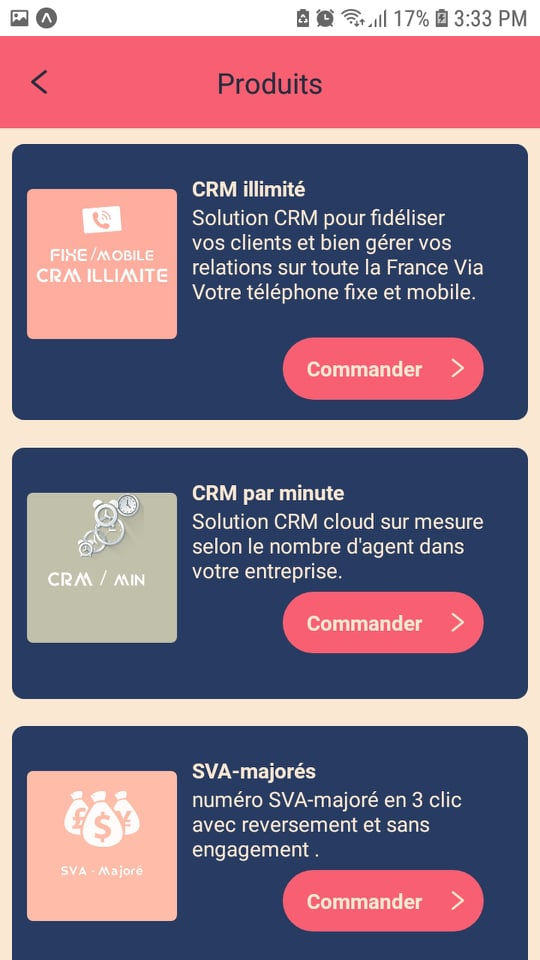 17% 3:33 PM
Produits
CRM illimité
Solution CRM pour fidéliser
vos clients et bien gérer vos
relations sur toute la France Via
Votre téléphone fixe et mobile.
FIXE /MOBILE
CRM ILLIMITE
Commander
CRM par minute
Solution CRM cloud sur mesure
selon le nombre d'agent dans
votre entreprise.
CRM / MIN
Commander
SVA-majorés
numéro SVA-majoré en 3 clic
avec reversement et sans
engagement .
£ $ ¥
SVA - Majoré
Commander